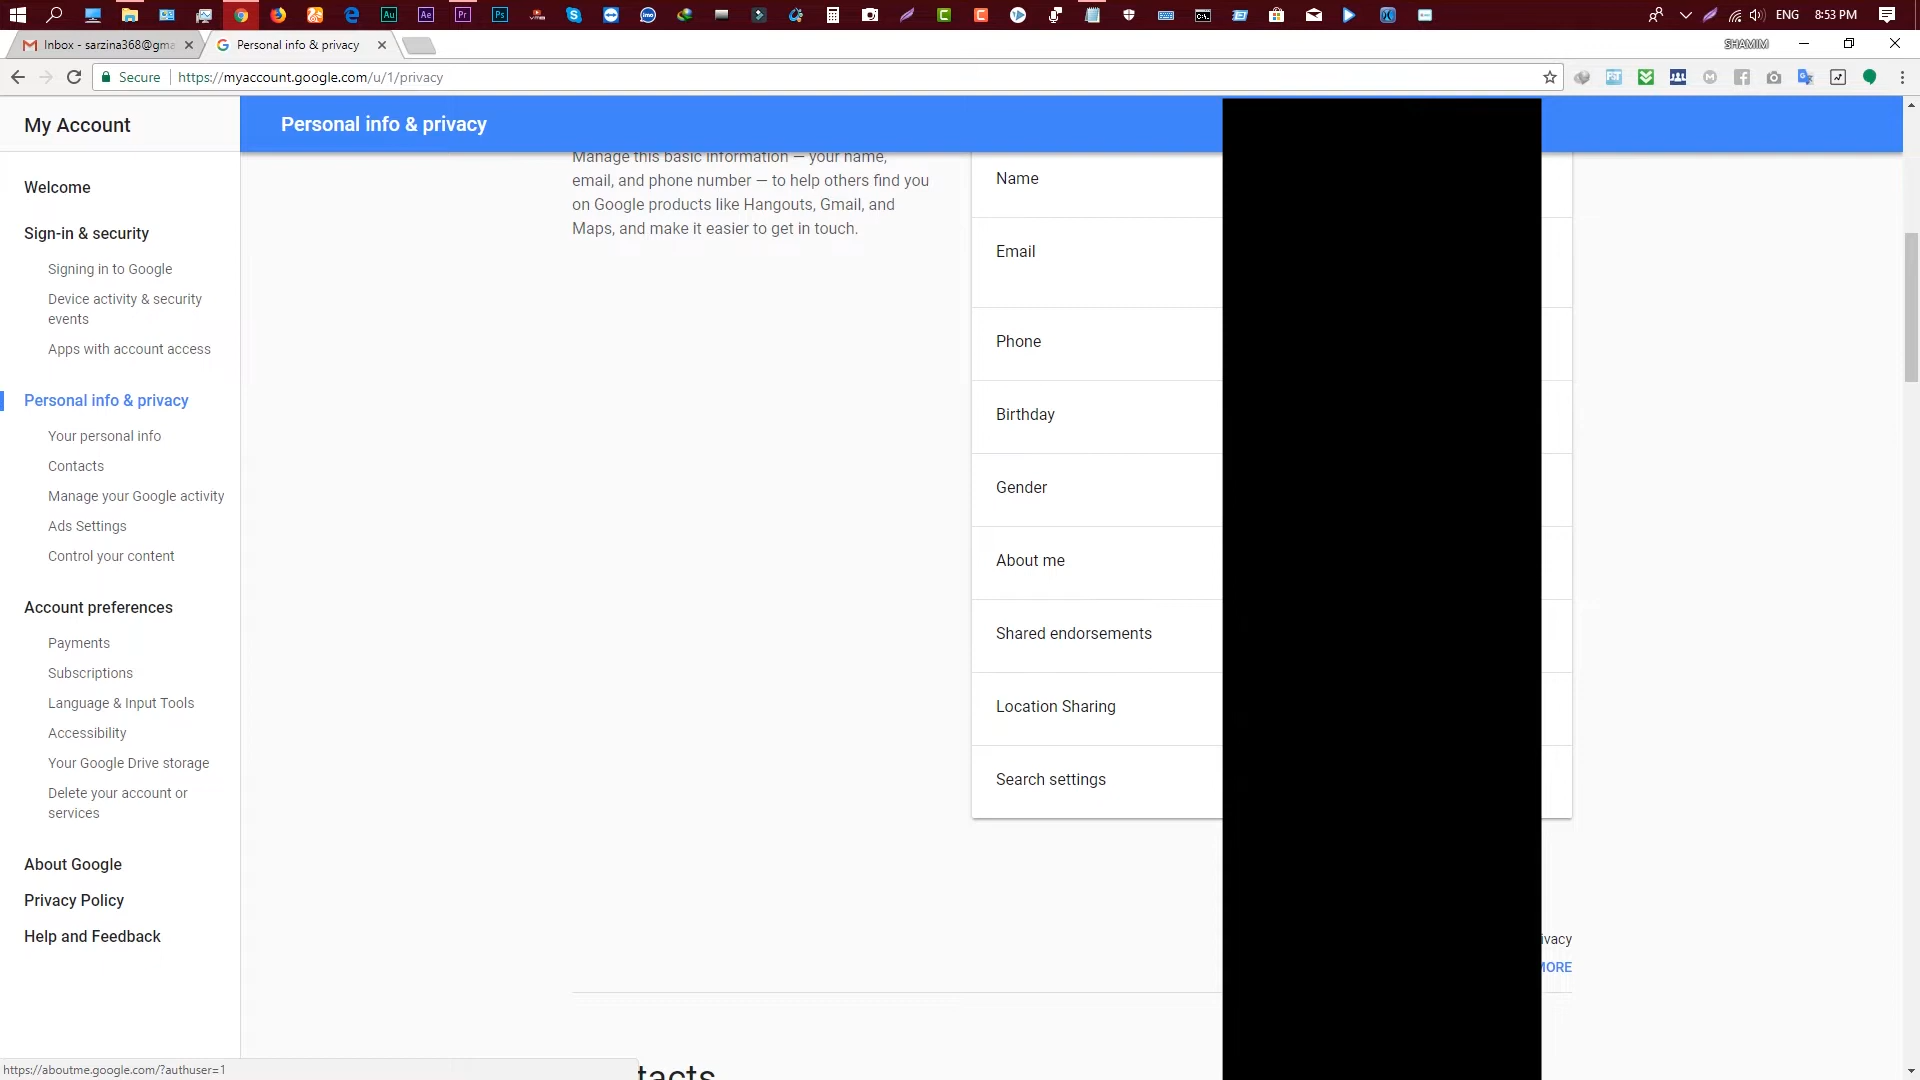 ENG
8:53 PM
Inbox - sarzina368@gma
Personal info & privacy
SHAMIM
Secure
https://myaccount.google.com/u/1/privacy
My Account
Personal info & privacy
Welcome
Sign-in & security
Signing in to Google
Device activity & security
events
Apps with account access
Personal info & privacy
Your personal info
Contacts
Manage your Google activity
Ads Settings
Control your content
Account preferences
Payments
Subscriptions
Language & Input Tools
Accessibility
Your Google Drive storage
Delete your account or
services
About Google
Privacy Policy
Help and Feedback
Manage this basic information — your name,
email, and phone number — to help others find you
on Google products like Hangouts, Gmail, and
Maps, and make it easier to get in touch.
Name
Email
Phone
Birthday
Gender
About me
Shared endorsements
Location Sharing
Search settings
ivacy
MORE
tacts
https://aboutme.google.com/?authuser=1